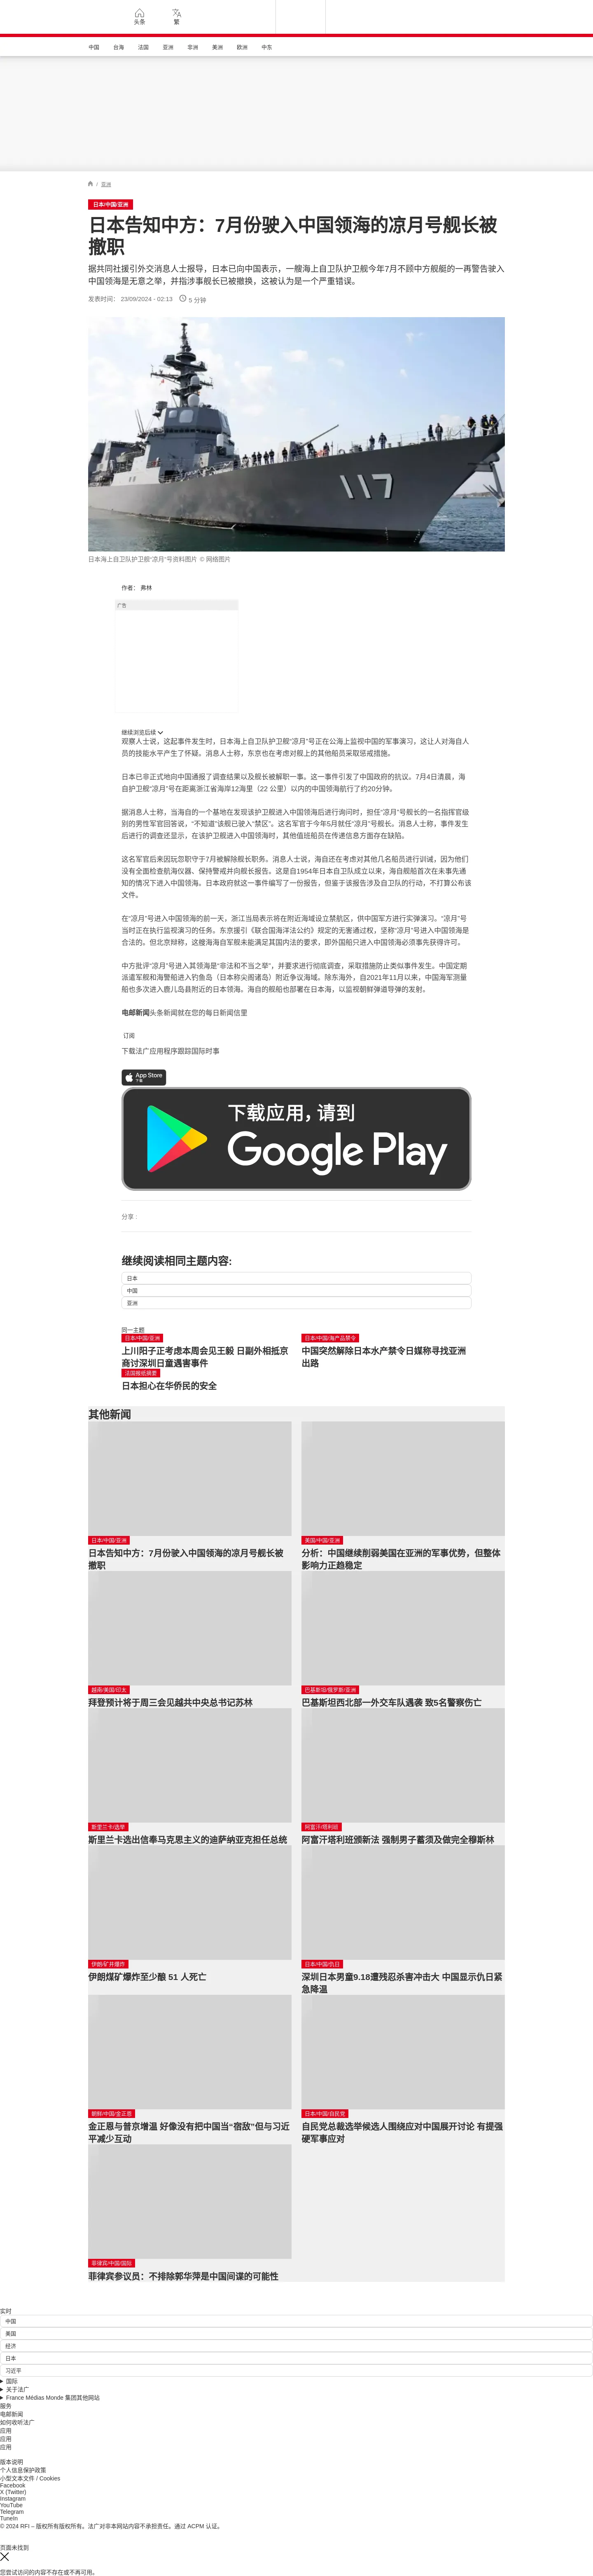 头条
繁
中国 台海 法国 亚洲 非洲 美洲 欧洲 中东
/ 亚洲
日本/中国/亚洲
日本告知中方：7月份驶入中国领海的凉月号舰长被
撤职
据共同社援引外交消息人士报导，日本已向中国表示，一艘海上自卫队护卫舰今年7月不顾中方舰艇的一再警告驶入
中国领海是无意之举，并指涉事舰长已被撤换，这被认为是一个严重错误。
发表时间： 23/09/2024 - 02:13 5 分钟
117
日本海上自卫队护卫舰“凉月”号资料图片 © 网络图片
作者： 弗林
广告
继续浏览后续
观察人士说，这起事件发生时，日本海上自卫队护卫舰“凉月”号正在公海上监视中国的军事演习，这让人对海自人
员的技能水平产生了怀疑。消息人士称，东京也在考虑对舰上的其他船员采取惩戒措施。
日本已非正式地向中国通报了调查结果以及舰长被解职一事。这一事件引发了中国政府的抗议。7月4日清晨，海
自护卫舰“凉月”号在距离浙江省海岸12海里（22 公里）以内的中国领海航行了约20分钟。
据消息人士称，当海自的一个基地在发现该护卫舰进入中国领海后进行询问时，担任“凉月”号舰长的一名指挥官级
别的男性军官回答说，“不知道”该舰已驶入“禁区”。这名军官于今年5月就任“凉月”号舰长。消息人士称，事件发生
后进行的调查还显示，在该护卫舰进入中国领海时，其他值班船员在传递信息方面存在缺陷。
这名军官后来因玩忽职守于7月被解除舰长职务。消息人士说，海自还在考虑对其他几名船员进行训诫，因为他们
没有全面检查航海仪器、保持警戒并向舰长报告。这是自1954年日本自卫队成立以来，海自舰船首次在未事先通
知的情况下进入中国领海。日本政府就这一事件编写了一份报告，但鉴于该报告涉及自卫队的行动，不打算公布该
文件。
在“凉月”号进入中国领海的前一天，浙江当局表示将在附近海域设立禁航区，供中国军方进行实弹演习。“凉月”号
当时正在执行监视演习的任务。东京援引《联合国海洋法公约》规定的无害通过权，坚称“凉月”号进入中国领海是
合法的。但北京辩称，这艘海海自军舰未能满足其国内法的要求，即外国船只进入中国领海必须事先获得许可。
中方批评“凉月”号进入其领海是“非法和不当之举”，并要求进行彻底调查，采取措施防止类似事件发生。中国定期
派遣军舰和海警船进入钓鱼岛（日本称尖阁诸岛）附近争议海域。除东海外，自2021年11月以来，中国海军测量
船也多次进入鹿儿岛县附近的日本领海。海自的舰船也部署在日本海，以监视朝鲜弹道导弹的发射。
电邮新闻头条新闻就在您的每日新闻信里
订阅
下载法广应用程序跟踪国际时事
App Store
下载
下载应用，请到
Google Play
分享 :
继续阅读相同主题内容:
日本
中国
亚洲
同一主题
日本/中国/亚洲
上川阳子正考虑本周会见王毅 日副外相抵京
商讨深圳日童遇害事件
日本/中国/海产品禁令
中国突然解除日本水产禁令日媒称寻找亚洲
出路
法国报纸摘要
日本担心在华侨民的安全
其他新闻
日本/中国/亚洲
日本告知中方：7月份驶入中国领海的凉月号舰长被
撤职
美国/中国/亚洲
分析：中国继续削弱美国在亚洲的军事优势，但整体
影响力正趋稳定
越南/美国/印太
拜登预计将于周三会见越共中央总书记苏林
巴基斯坦/俄罗斯/亚洲
巴基斯坦西北部一外交车队遇袭 致5名警察伤亡
斯里兰卡/选举
斯里兰卡选出信奉马克思主义的迪萨纳亚克担任总统
阿富汗/塔利班
阿富汗塔利班颁新法 强制男子蓄须及做完全穆斯林
伊朗/矿井爆炸
伊朗煤矿爆炸至少酿 51 人死亡
日本/中国/仇日
深圳日本男童9.18遭残忍杀害冲击大 中国显示仇日紧
急降温
朝鲜/中国/金正恩
金正恩与普京增温 好像没有把中国当“宿敌”但与习近
平减少互动
日本/中国/自民党
自民党总裁选举候选人围绕应对中国展开讨论 有提强
硬军事应对
菲律宾/中国/国际
菲律宾参议员：不排除郭华萍是中国间谍的可能性
实时
中国
美国
经济
日本
习近平
国际
关于法广
France Médias Monde 集团其他网站
服务
电邮新闻
如何收听法广
应用
应用
应用
版本说明
个人信息保护政策
小型文本文件 / Cookies
Facebook
X (Twitter)
Instagram
YouTube
Telegram
TuneIn
© 2024 RFI – 版权所有版权所有。法广对非本网站内容不承担责任。通过 ACPM 认证。
页面未找到
您尝试访问的内容不存在或不再可用。